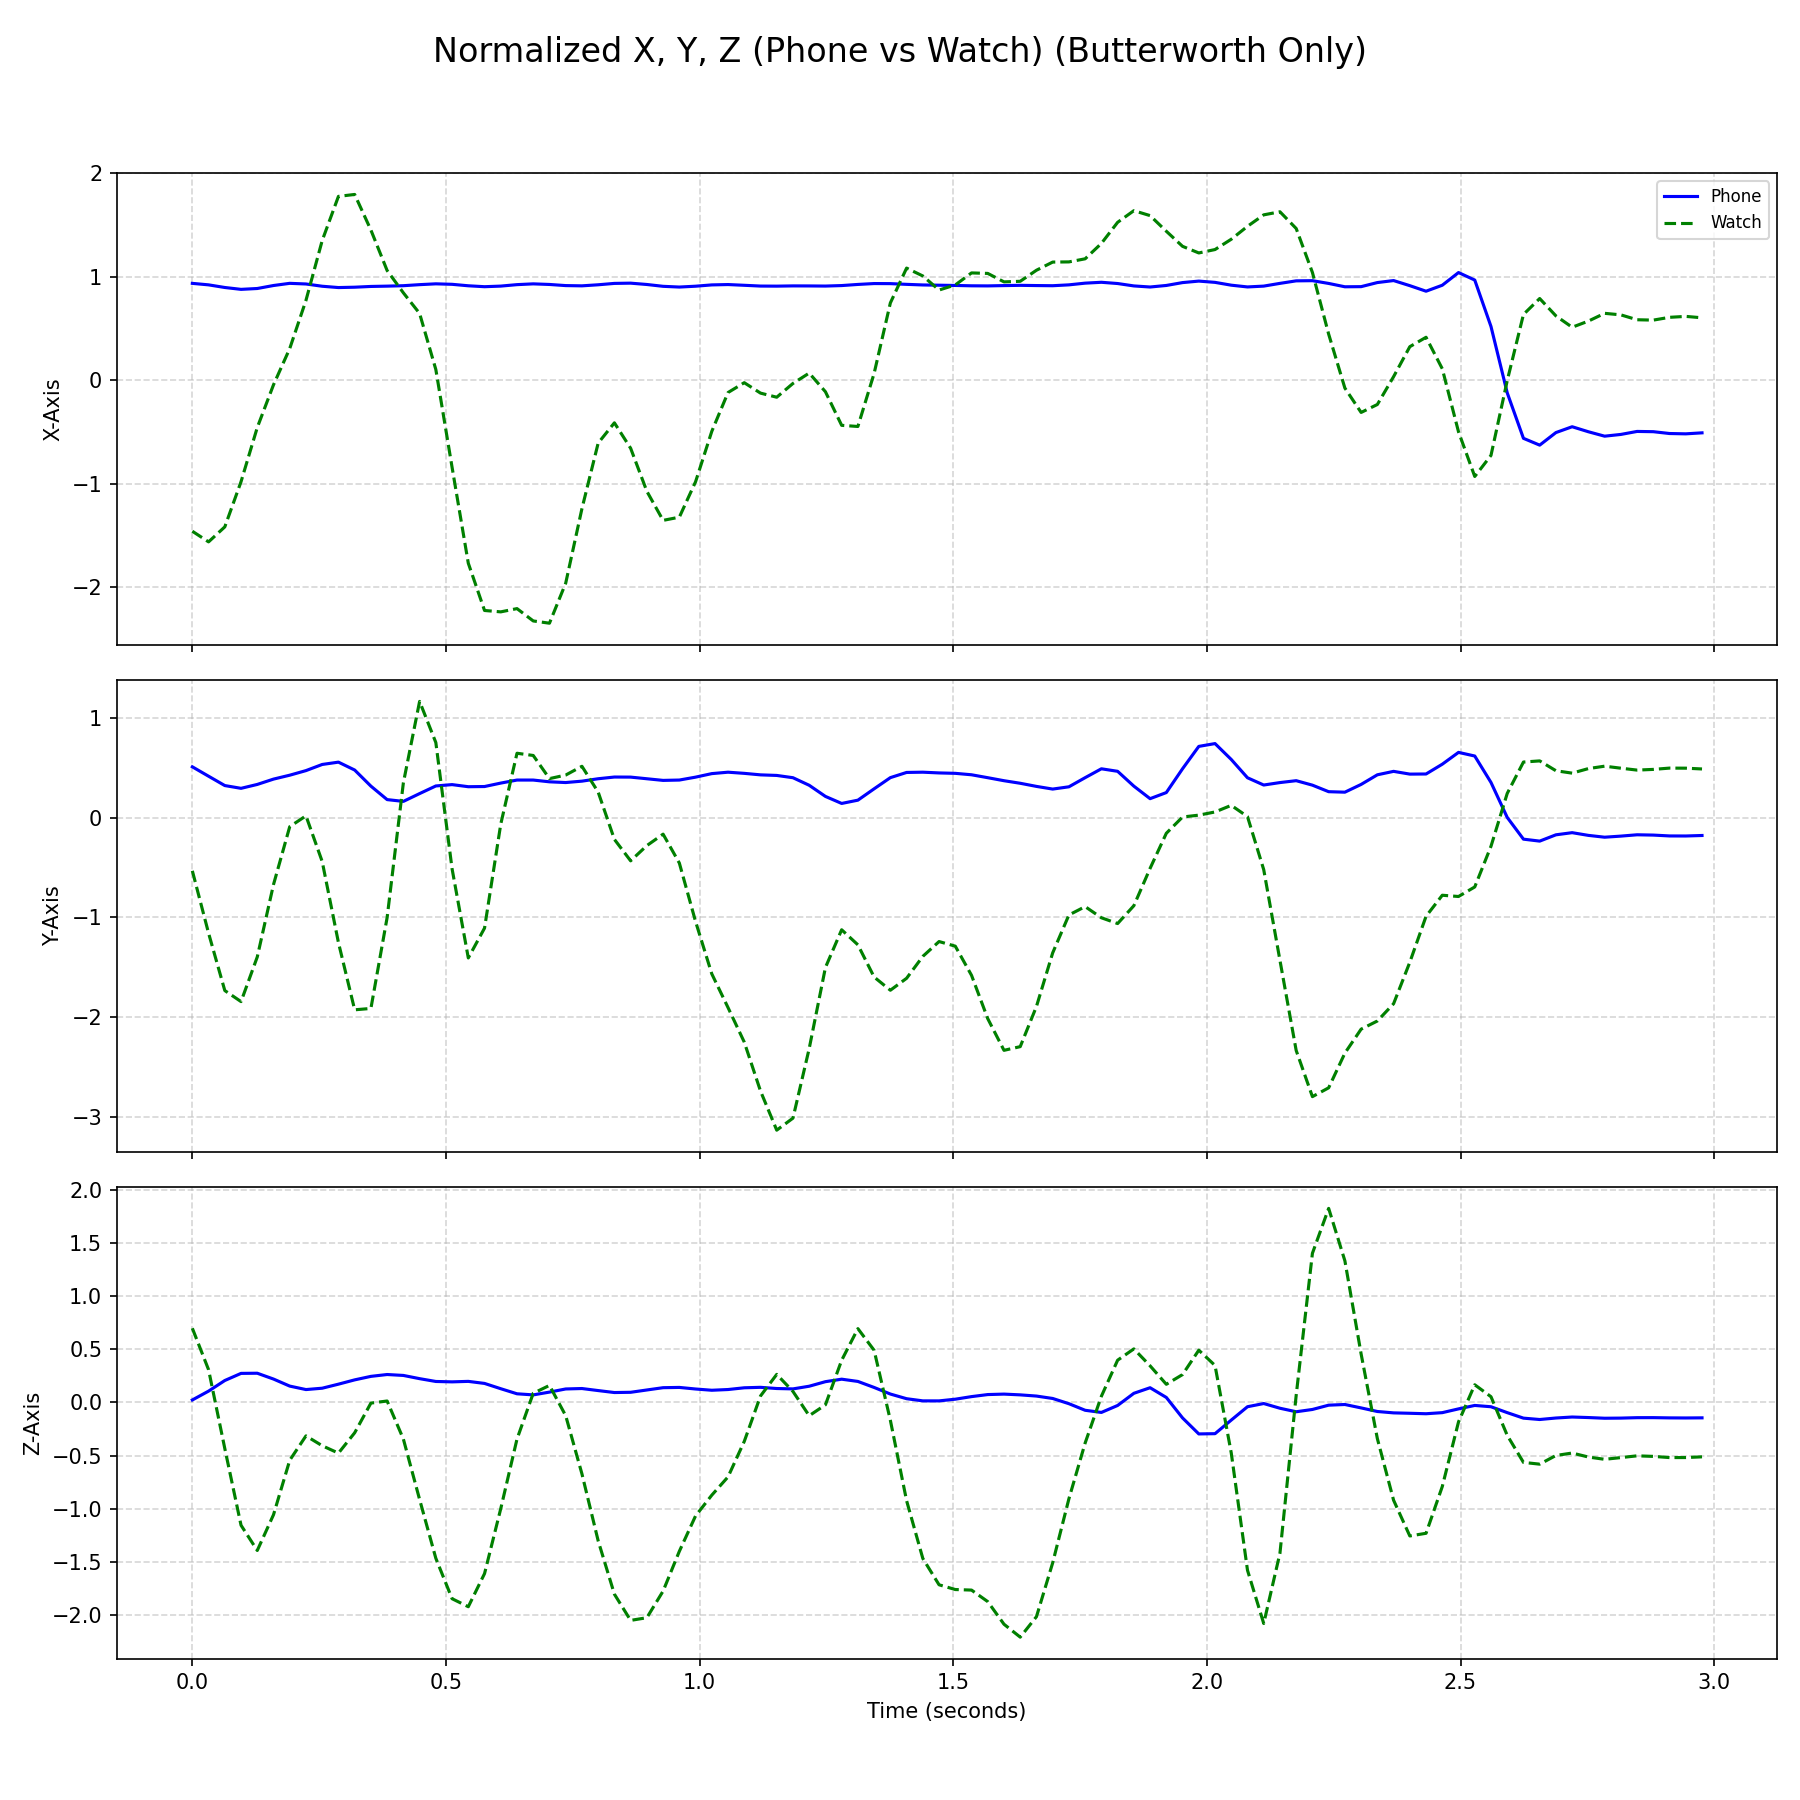 Normalized X, Y, Z (Phone vs Watch) (Butterworth Only)
2
1
0
−1
−2
X-Axis
Phone
Watch
1
0
−1
−2
−3
Y-Axis
2.0
1.5
1.0
0.5
0.0
−0.5
−1.0
−1.5
−2.0
Z-Axis
0.0 0.5 1.0 1.5 2.0 2.5 3.0
Time (seconds)